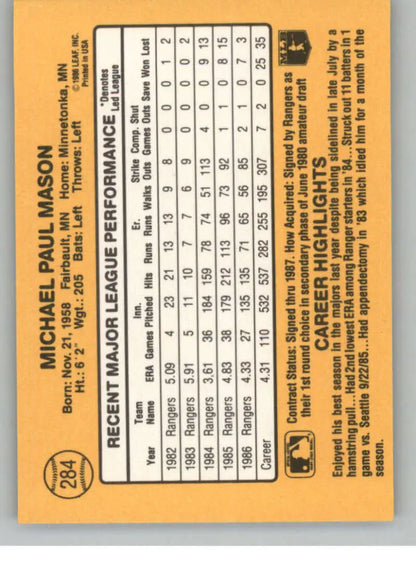 284
MICHAEL PAUL MASON
©1986 LEAF, INC.
Printed in USA
Born: Nov. 21, 1958 Fairbault, MN Home: Minnetonka, MN
Ht.: 6' 2" Wgt.: 205 Bats: Left Throws: Left
RECENT MAJOR LEAGUE PERFORMANCE
*Denotes
Led League
Team Inn. Er. Strike Comp. Shut
Year Name ERA Games Pitched Hits Runs Runs Walks Outs Games Outs Save Won Lost
1982 Rangers 5.09 4 23 21 13 13 9 8 0 0 0 1 2
1983 Rangers 5.91 5 11 10 7 7 6 9 0 0 0 0 2
1984 Rangers 3.61 36 184 159 78 74 51 113 4 0 0 9 13
1985 Rangers 4.83 38 179 212 113 96 73 92 1 1 0 8 15
1986 Rangers 4.33 27 135 135 71 65 56 85 2 1 0 7 3
Career 4.31 110 532 537 282 255 195 307 7 2 0 25 35
Contract Status: Signed thru 1987. How Acquired: Signed by Rangers as
their 1st round choice in secondary phase of June 1980 amateur draft
CAREER HIGHLIGHTS
MLB
Enjoyed his best season in the majors last year despite being sidelined in late July by a
hamstring pull...Had 2nd lowest ERA among Ranger starters in '84...Struck out 11 batters in 1
game vs. Seattle 9/22/85...Had appendectomy in '83 which idled him for a month of the
season.